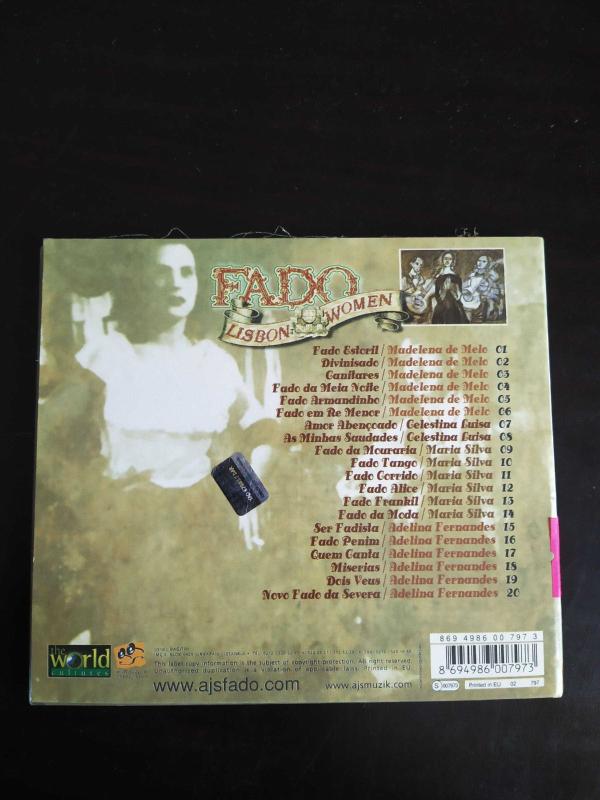 FADO
LISBON WOMEN
Fado Estoril / Madelena de Melo 01
Divinisado / Madelena de Melo 02
Ganitares / Madelena de Melo 03
Fado da Meia Noite / Madelena de Melo 04
Fado Armandinho / Madelena de Melo 05
Fado em Re Menor / Madelena de Melo 06
Amor Abençoado / Celestina Luisa 07
As Minhas Saudades / Celestina Luisa 08
Fado da Mouraria / Maria Silva 09
Fado Tango / Maria Silva 10
Fado Corrido / Maria Silva 11
Fado Alice / Maria Silva 12
Fado Franklil / Maria Silva 13
Fado da Moda / Maria Silva 14
Ser Fadista / Adelina Fernandes 15
Fado Penim / Adelina Fernandes 16
Quem Canta / Adelina Fernandes 17
Miserias / Adelina Fernandes 18
Dois Veus / Adelina Fernandes 19
Novo Fado da Severa / Adelina Fernandes 20
the world cultures
This label copy information is the subject of copyright protection. All right reserved.
Unauthorised duplication is a violation of applicable laws. Printed in EU
www.ajsfado.com www.ajsmuzik.com
869 4986 00 797 3
8 694986 007973
S 007973 Printed in EU 02 797